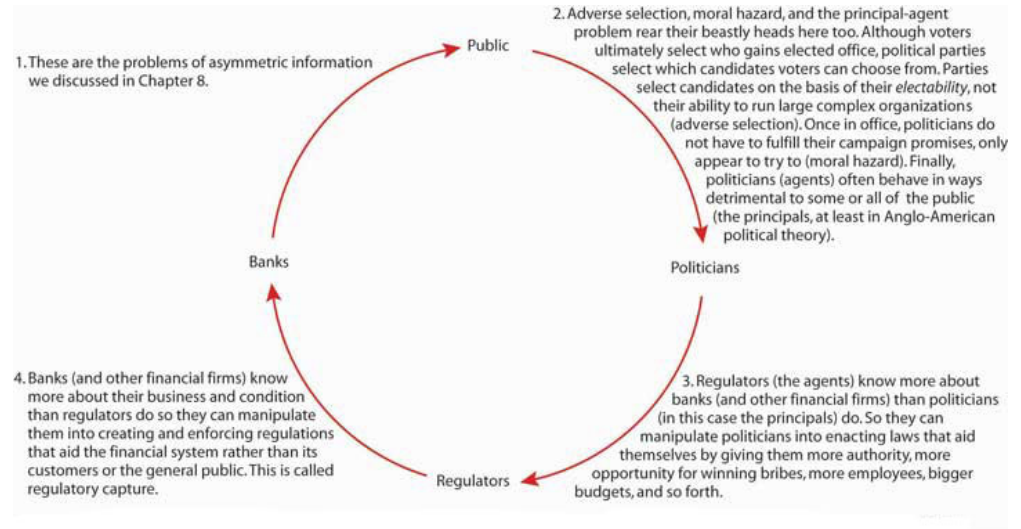 Public
1. These are the problems of asymmetric information
we discussed in Chapter 8.
2. Adverse selection, moral hazard, and the principal-agent
problem rear their beastly heads here too. Although voters
ultimately select who gains elected office, political parties
select which candidates voters can choose from. Parties
select candidates on the basis of their electability, not
their ability to run large complex organizations
(adverse selection). Once in office, politicians do
not have to fulfill their campaign promises, only
appear to try to (moral hazard). Finally,
politicians (agents) often behave in ways
detrimental to some or all of the public
(the principals, at least in Anglo-American
political theory).
Banks
Politicians
3. Regulators (the agents) know more about
banks (and other financial firms) than politicians
(in this case the principals) do. So they can
manipulate politicians into enacting laws that aid
themselves by giving them more authority, more
opportunity for winning bribes, more employees, bigger
budgets, and so forth.
4. Banks (and other financial firms) know
more about their business and condition
than regulators do so they can manipulate
them into creating and enforcing regulations
that aid the financial system rather than its
customers or the general public. This is called
regulatory capture.
Regulators